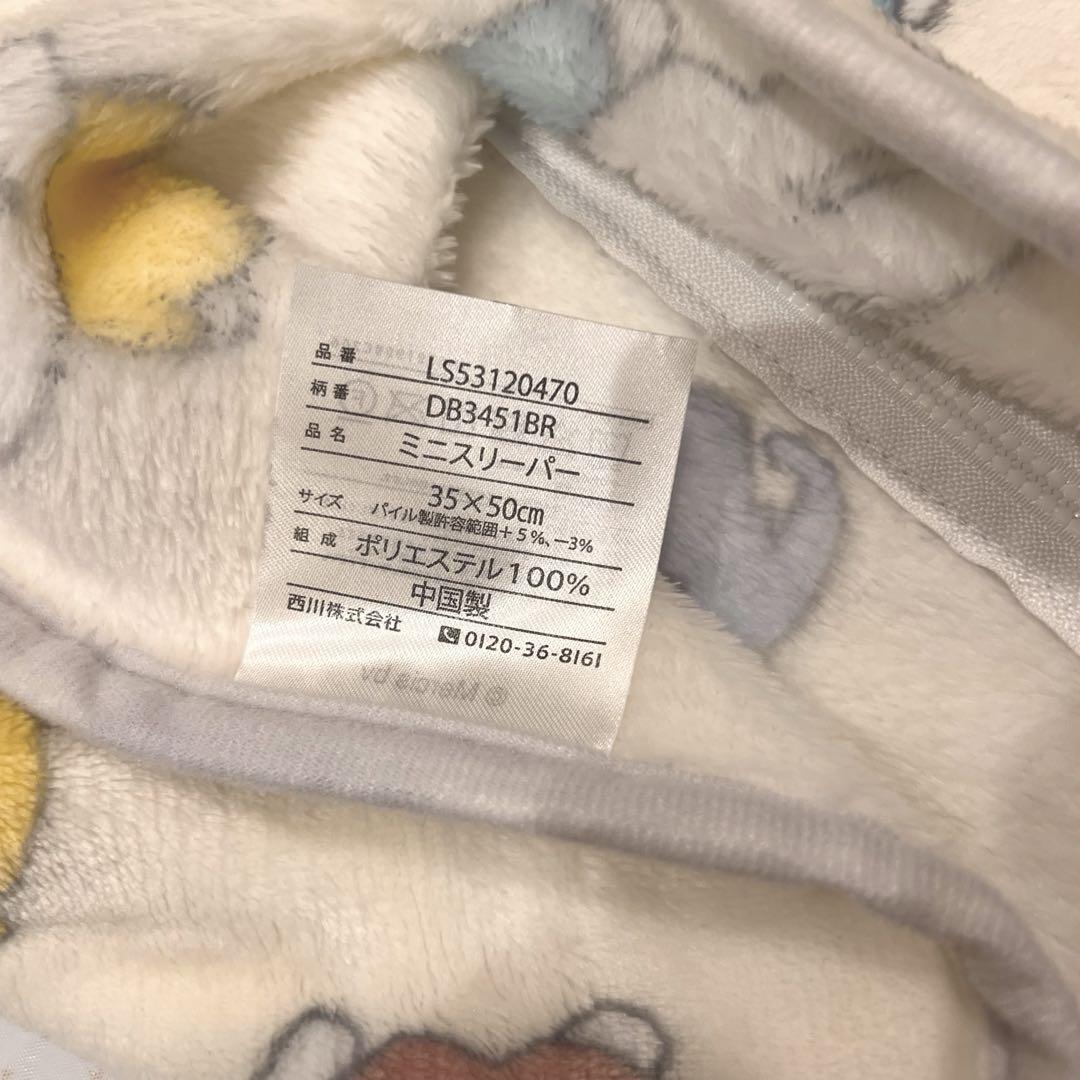 品番 LS53120470
柄番 DB3451BR
品名 ミニスリーパー
サイズ 35×50cm
パイル製許容範囲+5%、−3%
組成 ポリエステル100%
中国製
西川株式会社 0120-36-8161
© Mercis bv